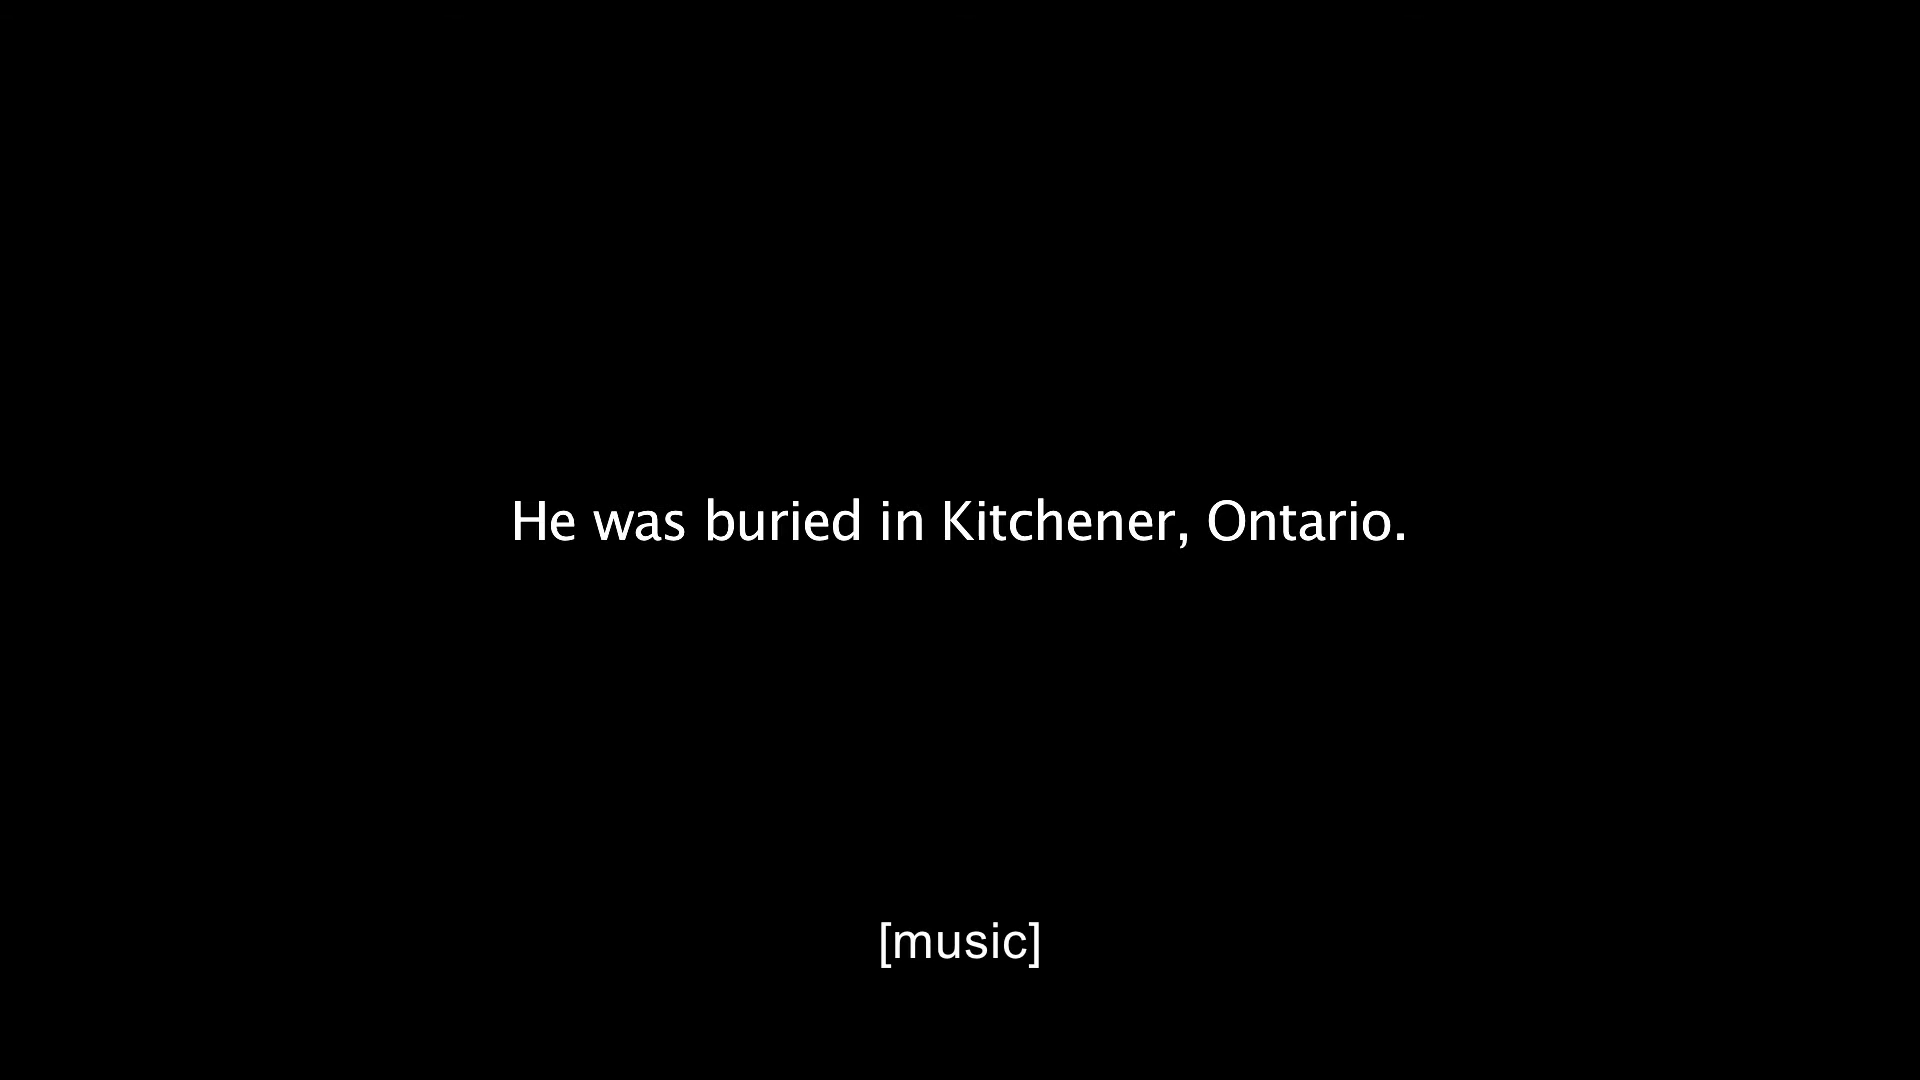 He was buried in Kitchener, Ontario.
[music]